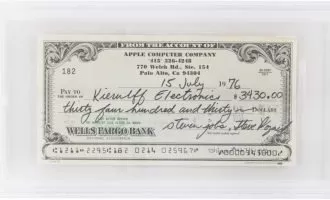 FROM THE ACCOUNT OF
APPLE COMPUTER COMPANY
415 326-4248
770 Welch Rd., Ste. 154
Palo Alto, Ca 94304
182
15 July 1976
PAY TO
THE ORDER OF
Kierulff Electronics $3430.00
thirty four hundred and thirty DOLLARS
WELLS FARGO BANK
steven jobs,